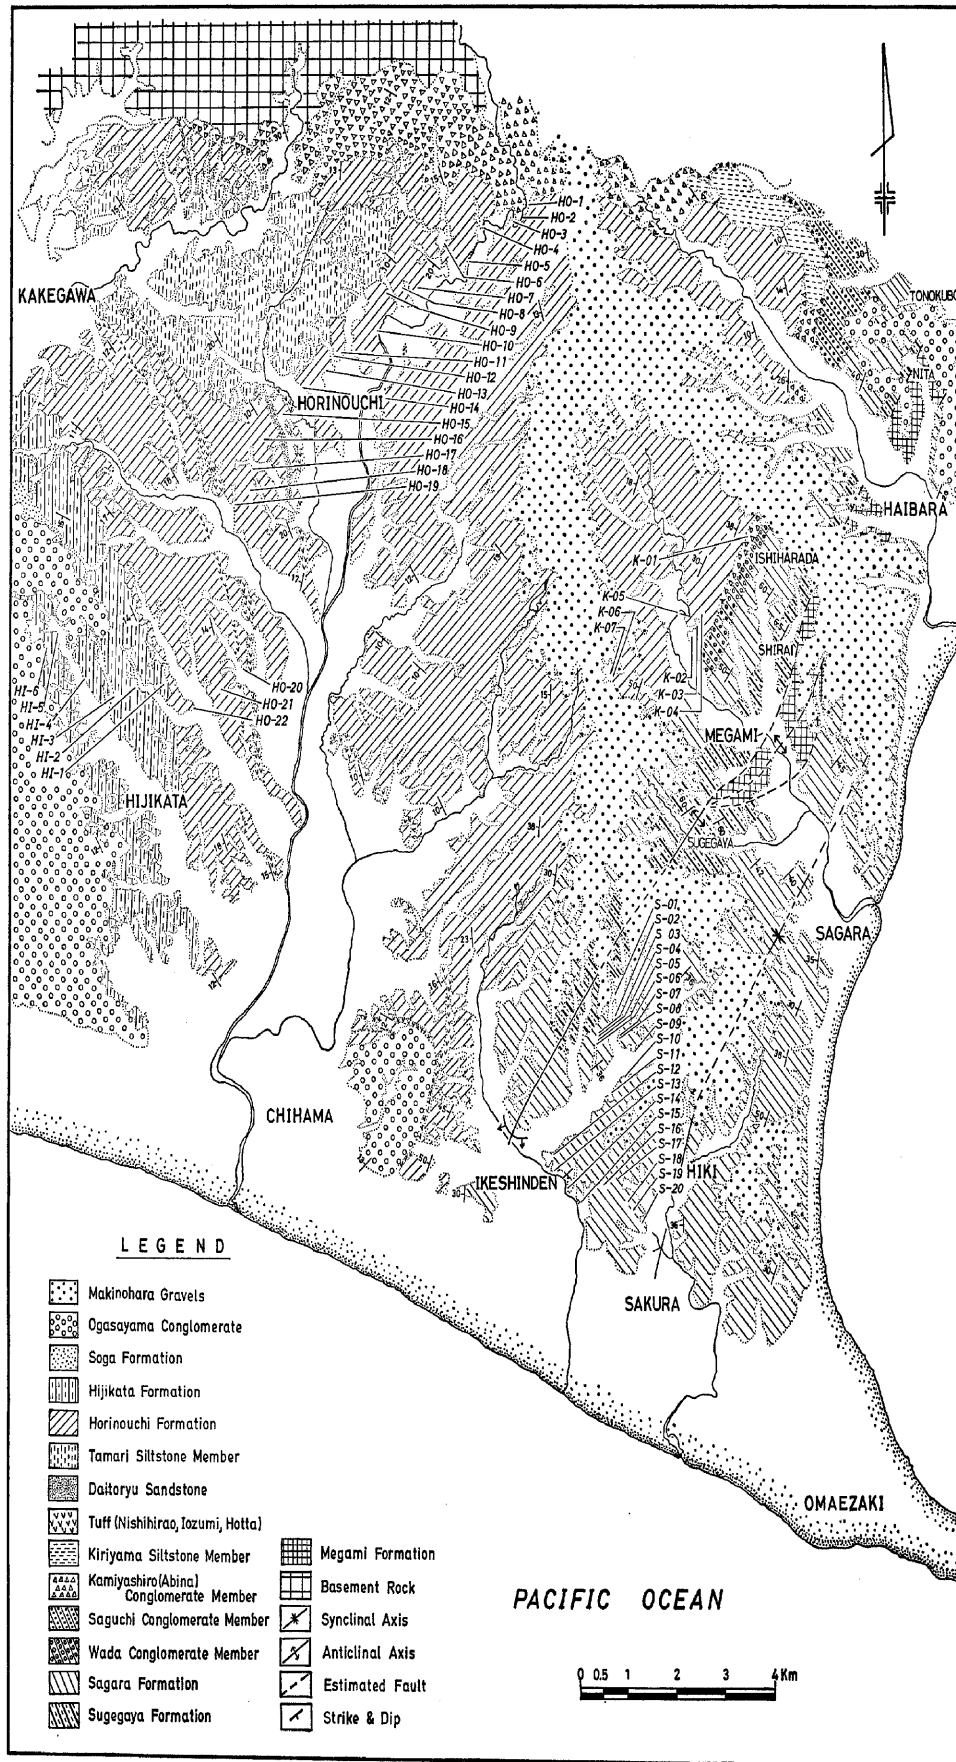 HO-1
HO-2
HO-3
HO-4
HO-5
HO-6
HO-7
HO-8
HO-9
HO-10
HO-11
HO-12
HO-13
HO-14
HO-15
HO-16
HO-17
HO-18
HO-19
KAKEGAWA
HORINOUCHI
TONOKUBO
NITA
HAIBARA
K-01
ISHIHARADA
K-05
K-06
K-07
SHIRAI
K-02
K-03
K-04
HO-20
HO-21
HO-22
HI-6
HI-5
HI-4
HI-3
HI-2
HI-1
MEGAMI
HIJIKATA
SUGEGAYA
SAGARA
S-01
S-02
S 03
S-04
S-05
S-06
S-07
S-08
S-09
S-10
S-11
S-12
S-13
S-14
S-15
S-16
S-17
S-18
S-19
S-20
CHIHAMA
IKESHINDEN
HIKI
SAKURA
OMAEZAKI
PACIFIC OCEAN
LEGEND
Makinohara Gravels
Ogasayama Conglomerate
Soga Formation
Hijikata Formation
Horinouchi Formation
Tamari Siltstone Member
Daitoryu Sandstone
Tuff (Nishihirao, Iozumi, Hotta)
Kiriyama Siltstone Member
Kamiyashiro(Abina)
Conglomerate Member
Saguchi Conglomerate Member
Wada Conglomerate Member
Sagara Formation
Sugegaya Formation
Megami Formation
Basement Rock
Synclinal Axis
Anticlinal Axis
Estimated Fault
Strike & Dip
0 0.5 1 2 3 4 Km